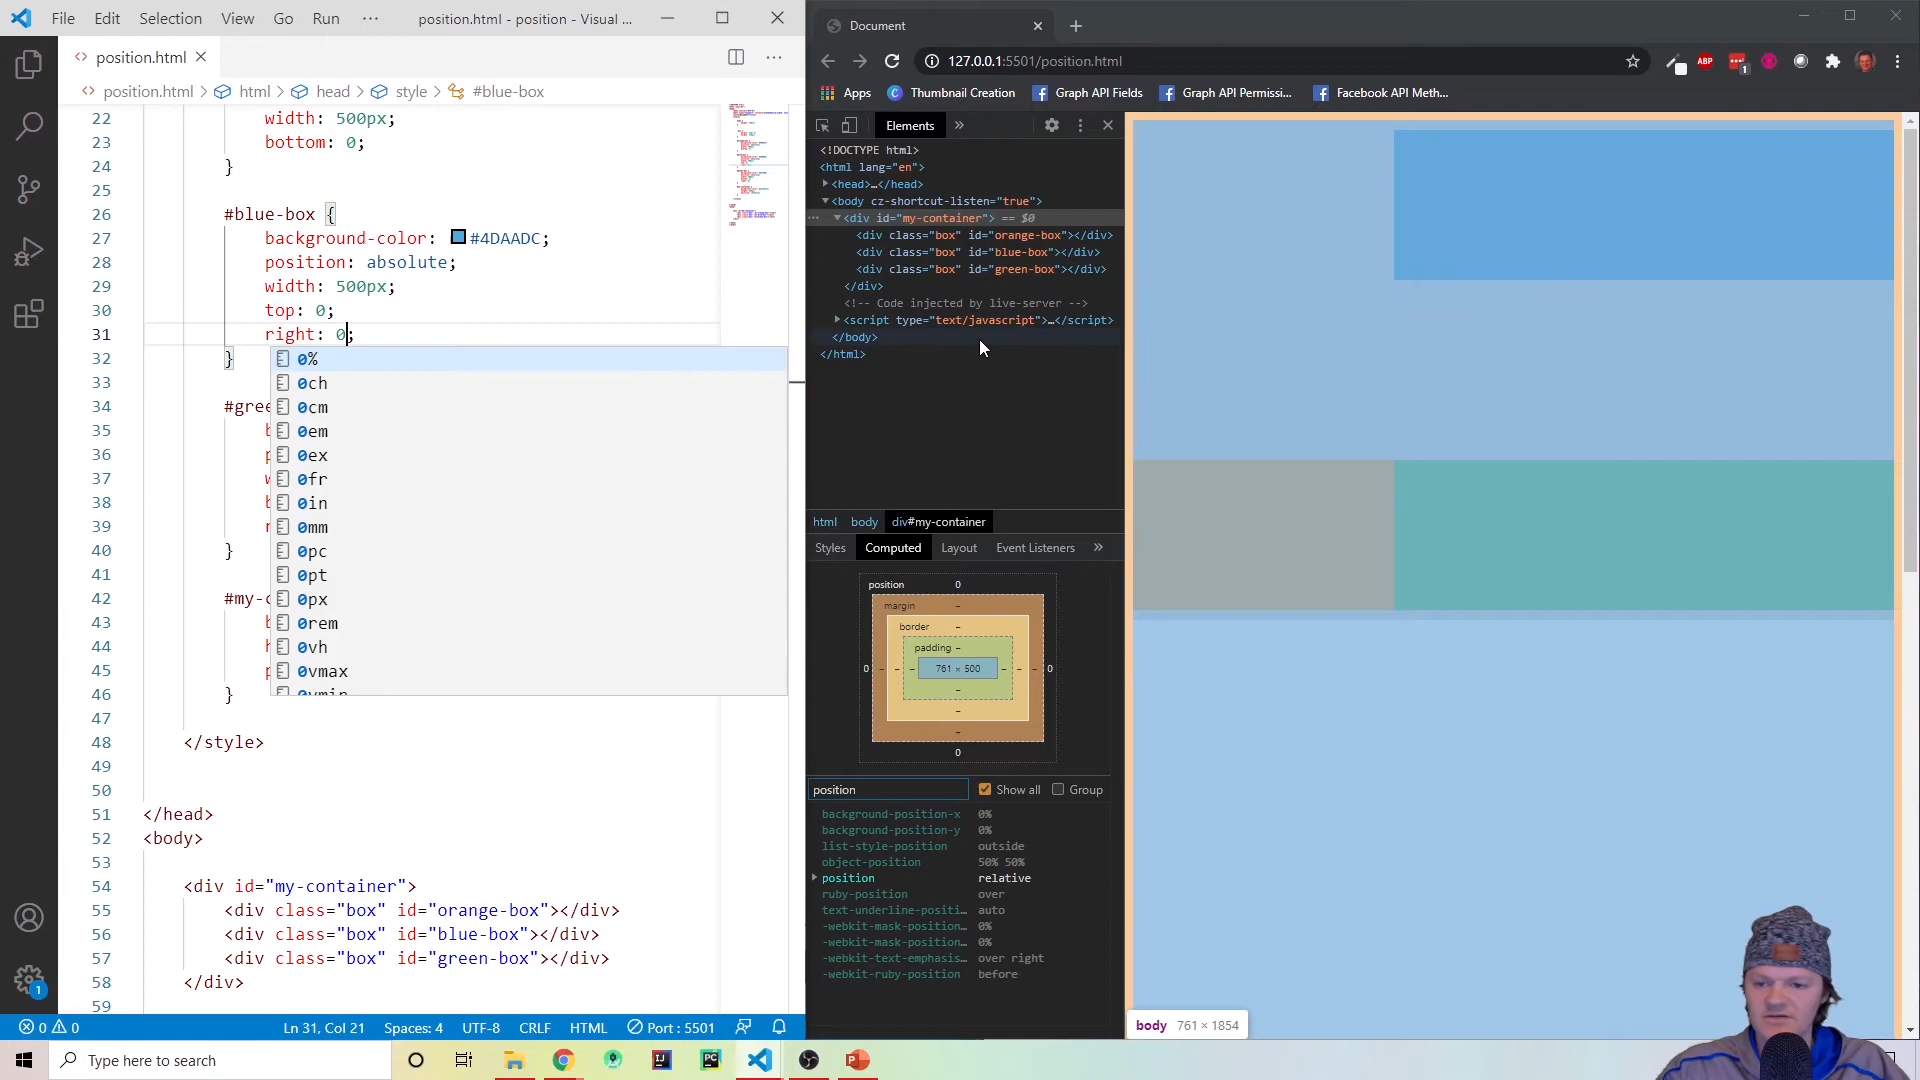 File Edit Selection View Go Run ··· position.html - position - Visual ...
position.html
position.html > html > head > style > #blue-box
22 width: 500px;
23 bottom: 0;
24 }
25
26 #blue-box {
27 background-color: #4DAADC;
28 position: absolute;
29 width: 500px;
30 top: 0;
31 right: 0;
32 }
33
34 #gree
35 b
36 p
37 w
38 b
39 r
40 }
41
42 #my-c
43 b
44 h
45 p
46 }
47
48 </style>
49
50
51 </head>
52 <body>
53
54 <div id="my-container">
55 <div class="box" id="orange-box"></div>
56 <div class="box" id="blue-box"></div>
57 <div class="box" id="green-box"></div>
58 </div>
59
0%
0ch
0cm
0em
0ex
0fr
0in
0mm
0pc
0pt
0px
0rem
0vh
0vmax
0vmin
1
0 0 Ln 31, Col 21 Spaces: 4 UTF-8 CRLF HTML Port : 5501
Type here to search
Document
127.0.0.1:5501/position.html
ABP
1
Apps Thumbnail Creation Graph API Fields Graph API Permissi... Facebook API Meth...
Elements »
<!DOCTYPE html>
<html lang="en">
<head>…</head>
<body cz-shortcut-listen="true">
··· <div id="my-container"> == $0
<div class="box" id="orange-box"></div>
<div class="box" id="blue-box"></div>
<div class="box" id="green-box"></div>
</div>
<!-- Code injected by live-server -->
<script type="text/javascript">…</script>
</body>
</html>
html body div#my-container
Styles Computed Layout Event Listeners »
position 0
margin –
border –
padding –
0 – – – 761 × 500 – – – 0
–
–
–
0
position Show all Group
background-position-x 0%
background-position-y 0%
list-style-position outside
object-position 50% 50%
position relative
ruby-position over
text-underline-positi… auto
-webkit-mask-position… 0%
-webkit-mask-position… 0%
-webkit-text-emphasis… over right
-webkit-ruby-position before
body 761 × 1854
IJ
PC
P